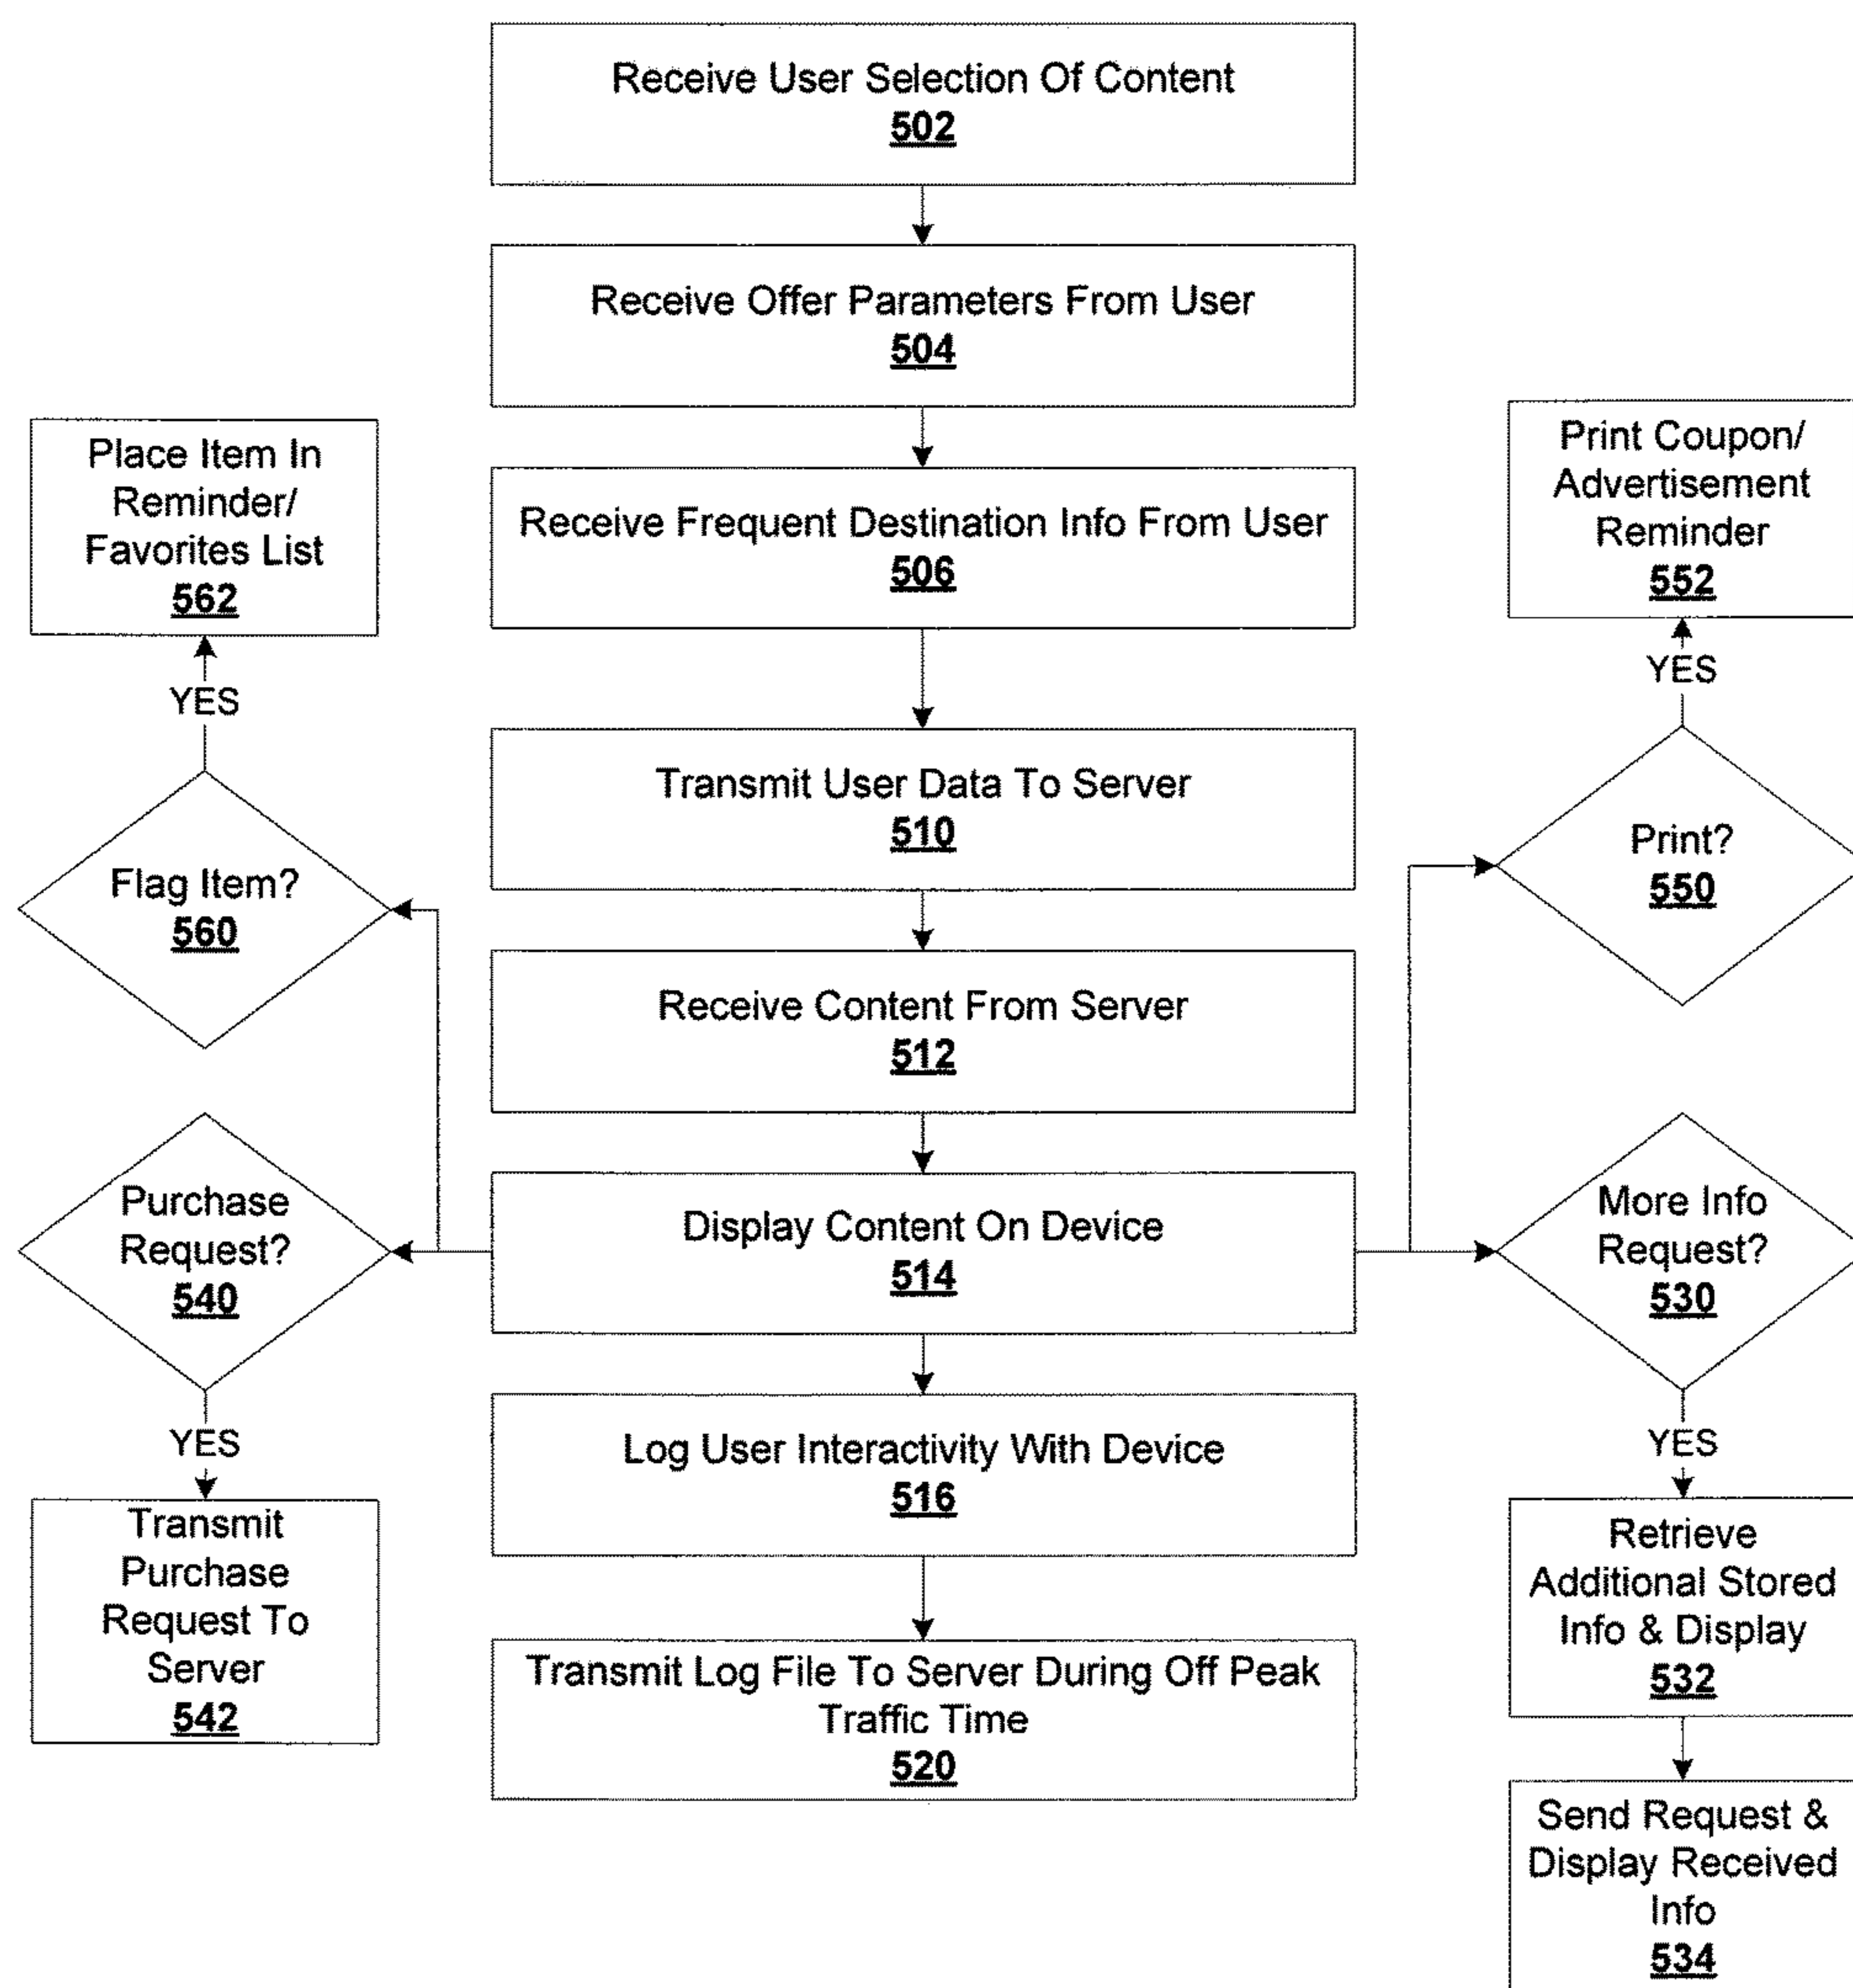 Receive User Selection Of Content
502
Receive Offer Parameters From User
504
Receive Frequent Destination Info From User
506
Transmit User Data To Server
510
Receive Content From Server
512
Display Content On Device
514
Log User Interactivity With Device
516
Transmit Log File To Server During Off Peak
Traffic Time
520
Place Item In
Reminder/
Favorites List
562
YES
Flag Item?
560
Purchase
Request?
540
YES
Transmit
Purchase
Request To
Server
542
Print Coupon/
Advertisement
Reminder
552
YES
Print?
550
More Info
Request?
530
YES
Retrieve
Additional Stored
Info & Display
532
Send Request &
Display Received
Info
534